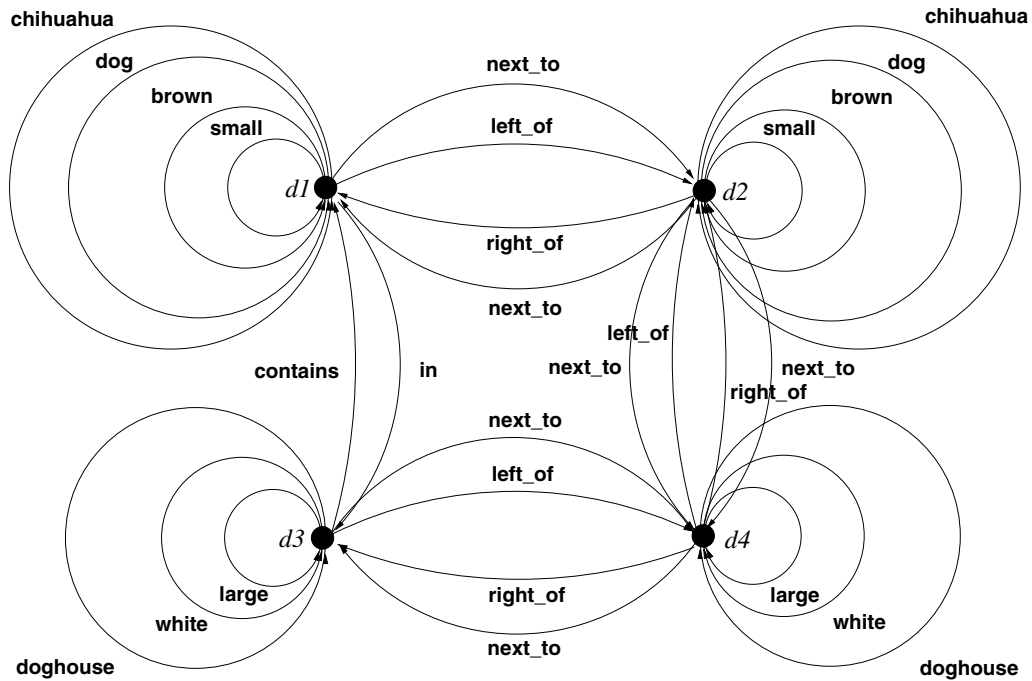 chihuahua
dog
brown
small
d1
next_to
left_of
right_of
next_to
chihuahua
dog
brown
small
d2
contains
in
left_of
next_to
next_to
right_of
d3
large
white
doghouse
next_to
left_of
right_of
next_to
d4
large
white
doghouse